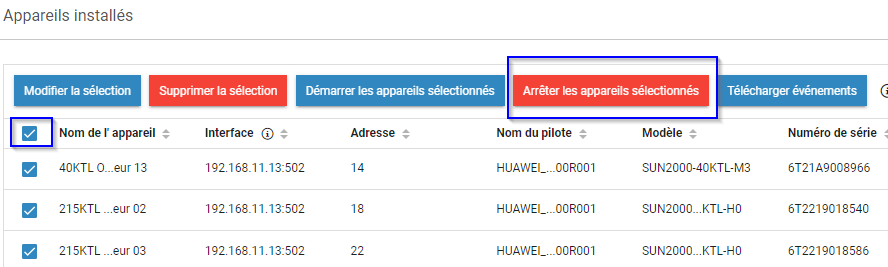 Appareils installés
Modifier la sélection Supprimer la sélection Démarrer les appareils sélectionnés Arrêter les appareils sélectionnés Télécharger événements
Nom de l' appareil Interface Adresse Nom du pilote Modèle Numéro de série
40KTL O...eur 13 192.168.11.13:502 14 HUAWEI_...00R001 SUN2000-40KTL-M3 6T21A9008966
215KTL ...eur 02 192.168.11.13:502 18 HUAWEI_...00R001 SUN2000...KTL-H0 6T2219018540
215KTL ...eur 03 192.168.11.13:502 22 HUAWEI_...00R001 SUN2000...KTL-H0 6T2219018586